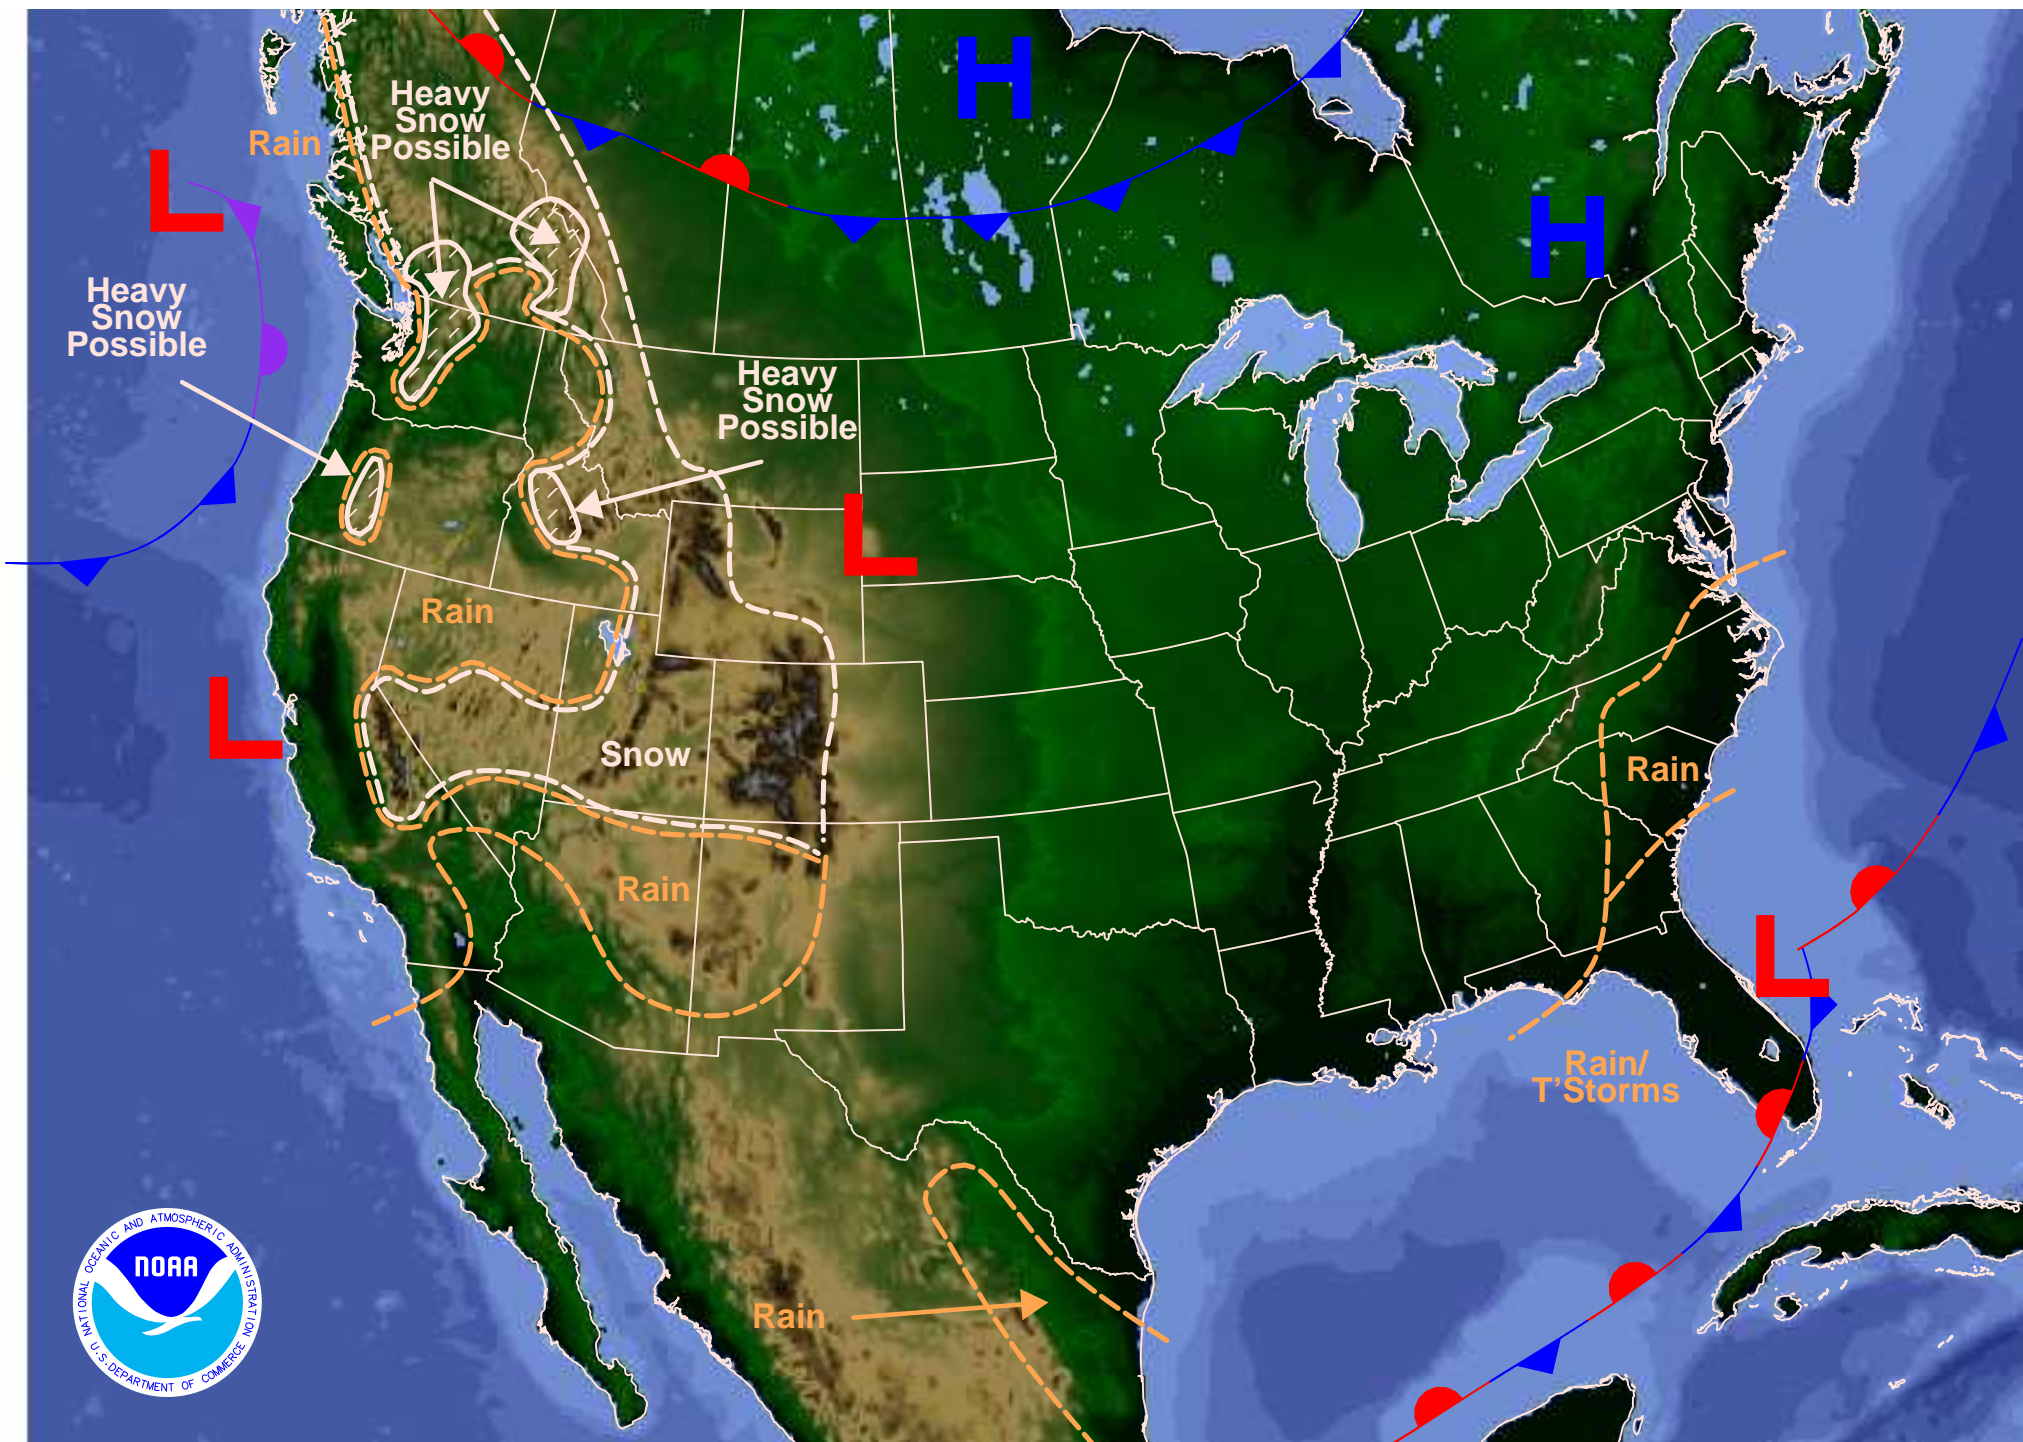 H
Heavy
Snow
Possible
Rain
L
H
Heavy
Snow
Possible
Heavy
Snow
Possible
L
Rain
L
Snow
Rain
Rain
L
Rain/
T'Storms
Rain
NATIONAL OCEANIC AND ATMOSPHERIC ADMINISTRATION
NOAA
U.S. DEPARTMENT OF COMMERCE